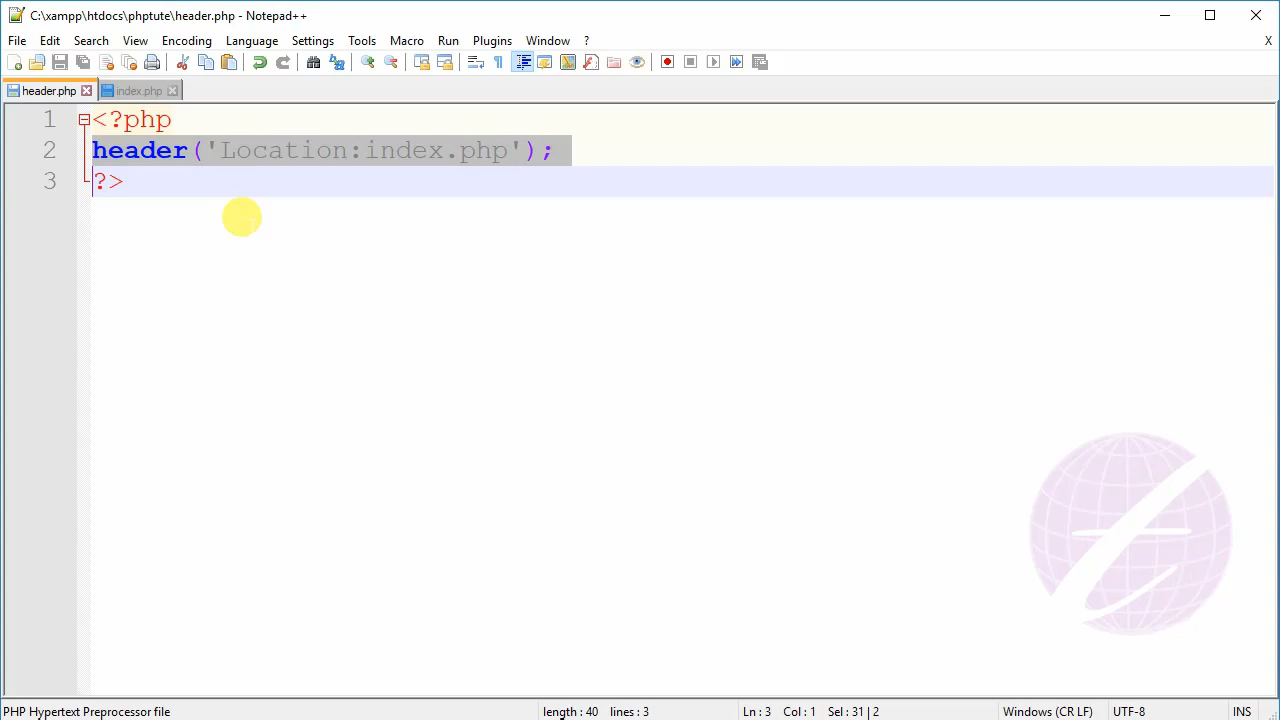 C:\xampp\htdocs\phptute\header.php - Notepad++
File Edit Search View Encoding Language Settings Tools Macro Run Plugins Window ? X
header.php index.php
1 <?php
2 header('Location:index.php');
3 ?>
PHP Hypertext Preprocessor file length : 40 lines : 3 Ln : 3 Col : 1 Sel : 31 | 2 Windows (CR LF) UTF-8 INS